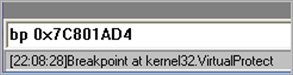 bp 0x7C801AD4
[22:08:28]Breakpoint at kernel32.VirtualProtect